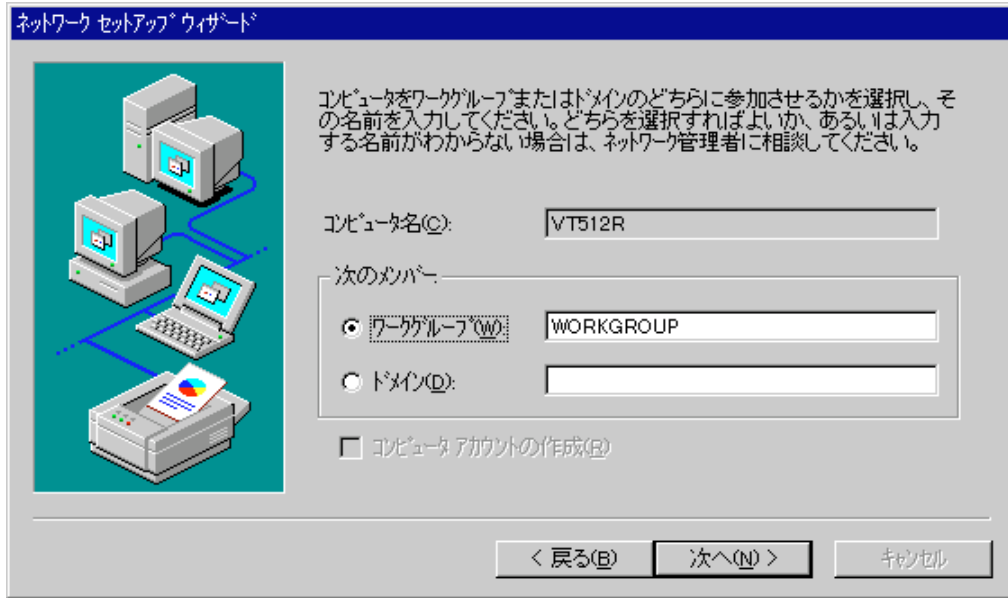 ネットワーク セットアップ ウィザード
コンピュータをワークグループまたはドメインのどちらに参加させるかを選択し、そ
の名前を入力してください。どちらを選択すればよいか、あるいは入力
する名前がわからない場合は、ネットワーク管理者に相談してください。
コンピュータ名(C):
VT512R
次のメンバー:
ワークグループ(W):
WORKGROUP
ドメイン(D):
コンピュータ アカウントの作成(R)
< 戻る(B)
次へ(N) >
キャンセル